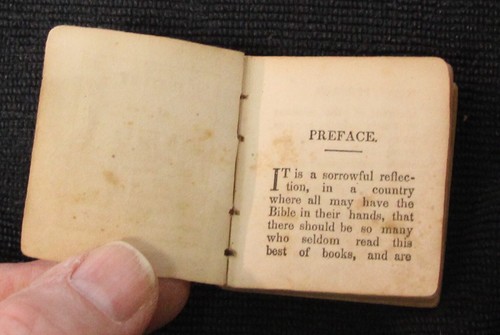 PREFACE.
IT is a sorrowful reflec-
tion, in a country
where all may have the
Bible in their hands, that
there should be so many
who seldom read this
best of books, and are